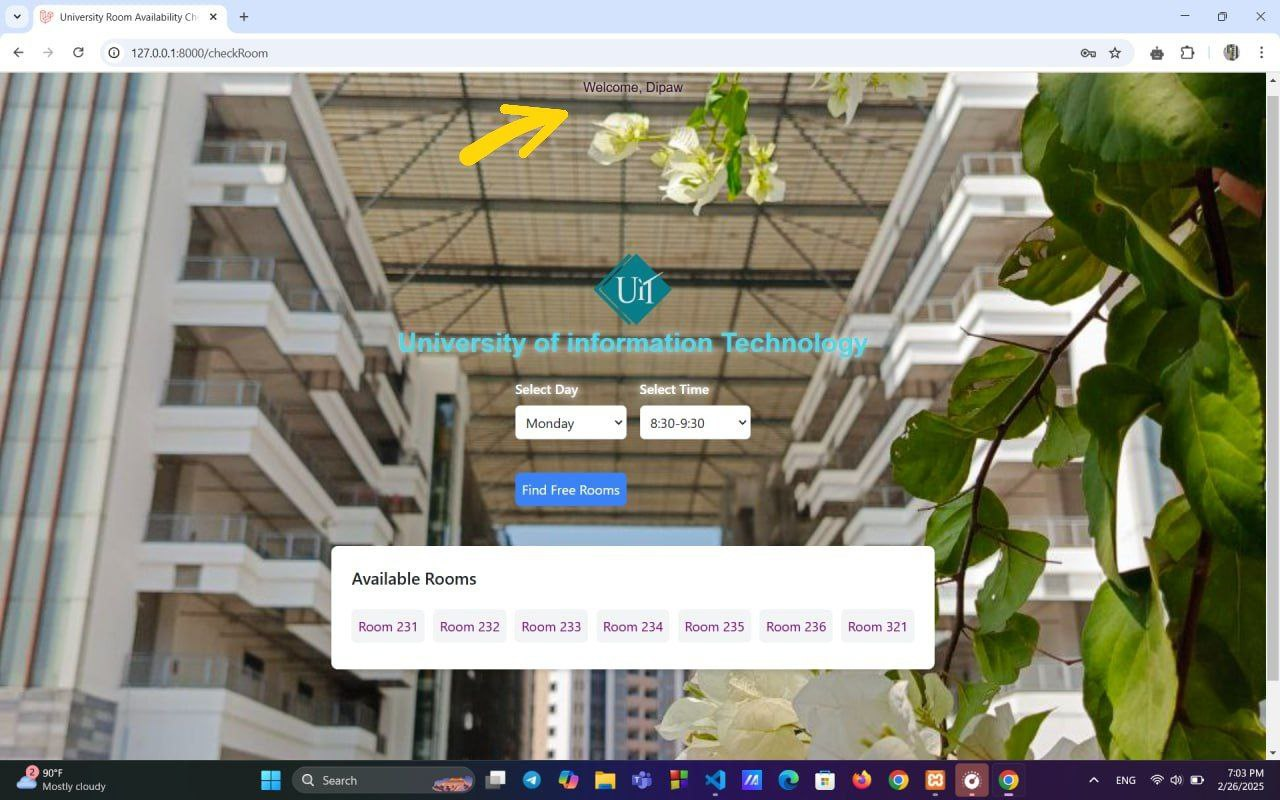 University Room Availability Ch
127.0.0.1:8000/checkRoom
Welcome, Dipaw
UiT
University of information Technology
Select Day Select Time
Monday 8:30-9:30
Find Free Rooms
Available Rooms
Room 231 Room 232 Room 233 Room 234 Room 235 Room 236 Room 321
2 90°F
Mostly cloudy
Search
ENG
7:03 PM
2/26/2025